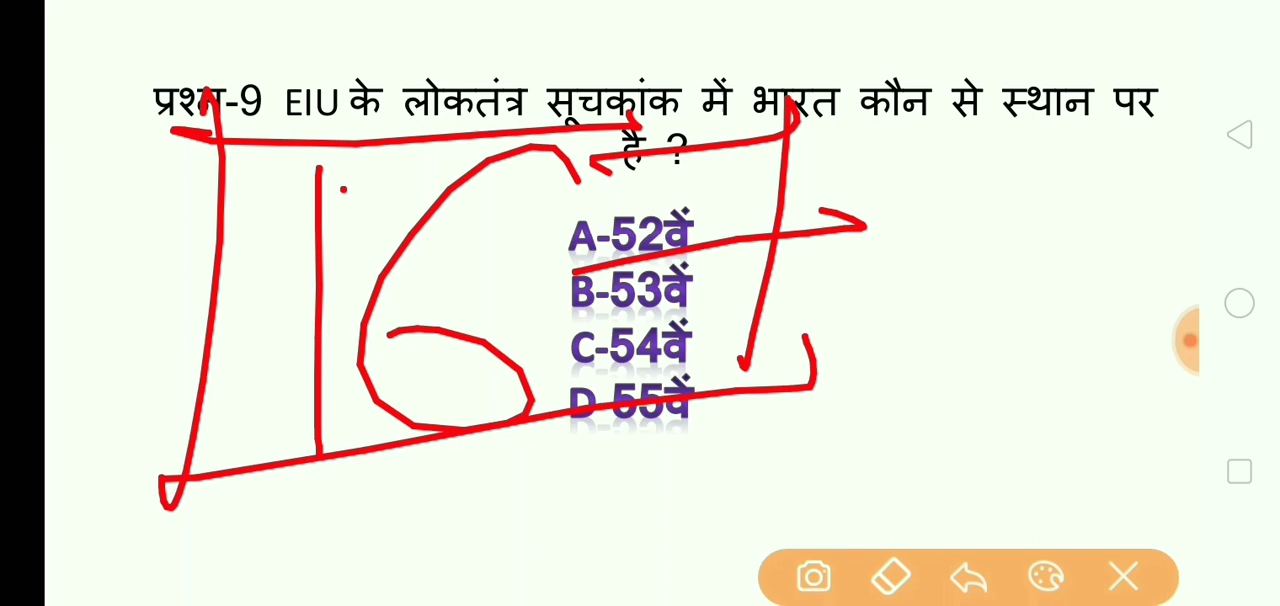 प्रश्न-9 EIU के लोकतंत्र सूचकांक में भारत कौन से स्थान पर
है ?
A-52वें
B-53वें
C-54वें
D-55वें